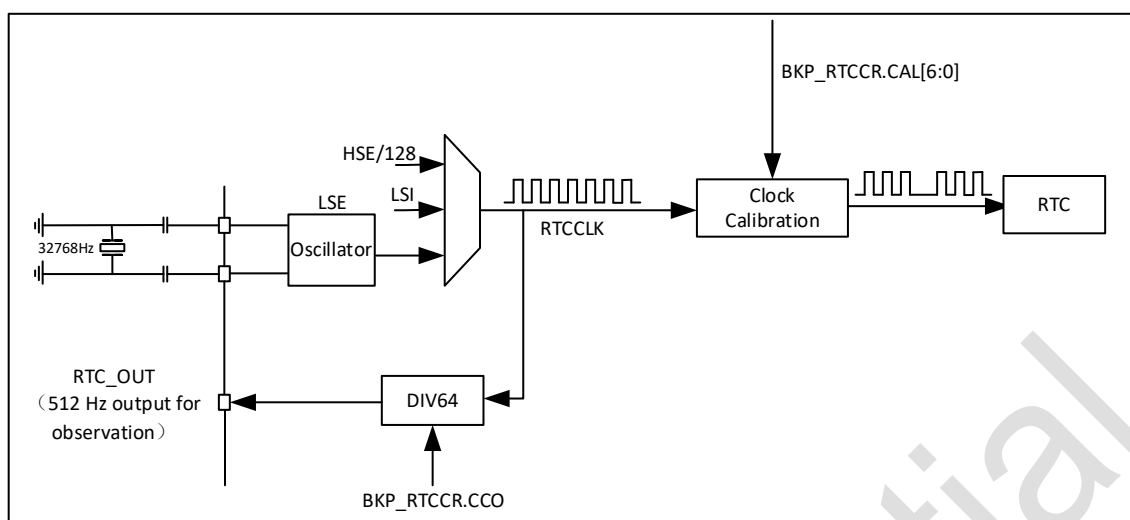 BKP_RTCCR.CAL[6:0]
HSE/128
LSI
LSE
Oscillator
32768Hz
RTCCLK
Clock
Calibration
RTC
RTC_OUT
（512 Hz output for
observation）
DIV64
BKP_RTCCR.CCO
tial